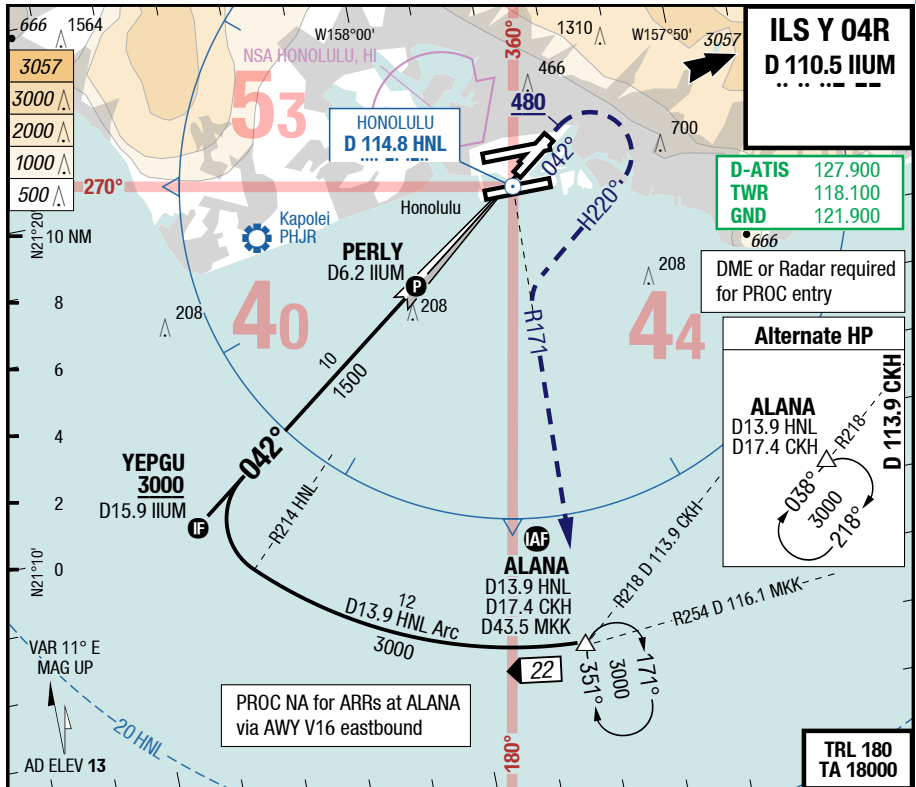 666
1564
W158°00'
360°
1310
W157°50'
3057
ILS Y 04R
D 110.5 IIUM
3057
3000
2000
1000
500
NSA HONOLULU, HI
53
466
480
700
HONOLULU
D 114.8 HNL
042°
D-ATIS 127.900
TWR 118.100
GND 121.900
270°
Honolulu
H220°
N21°20'
10 NM
Kapolei
PHJR
666
PERLY
D6.2 IIUM
P
208
208
208
DME or Radar required
for PROC entry
8
40
44
R171
6
10
1500
4
042°
2
0
N21°10'
YEPGU
3000
D15.9 IIUM
IF
R214 HNL
Alternate HP
ALANA
D13.9 HNL
D17.4 CKH
R218
D 113.9 CKH
038°
3000
218°
IAF
ALANA
D13.9 HNL
D17.4 CKH
D43.5 MKK
R218 D 113.9 CKH
R254 D 116.1 MKK
12
D13.9 HNL Arc
3000
22
351°
3000
171°
VAR 11° E
MAG UP
PROC NA for ARRs at ALANA
via AWY V16 eastbound
20 HNL
180°
AD ELEV 13
TRL 180
TA 18000